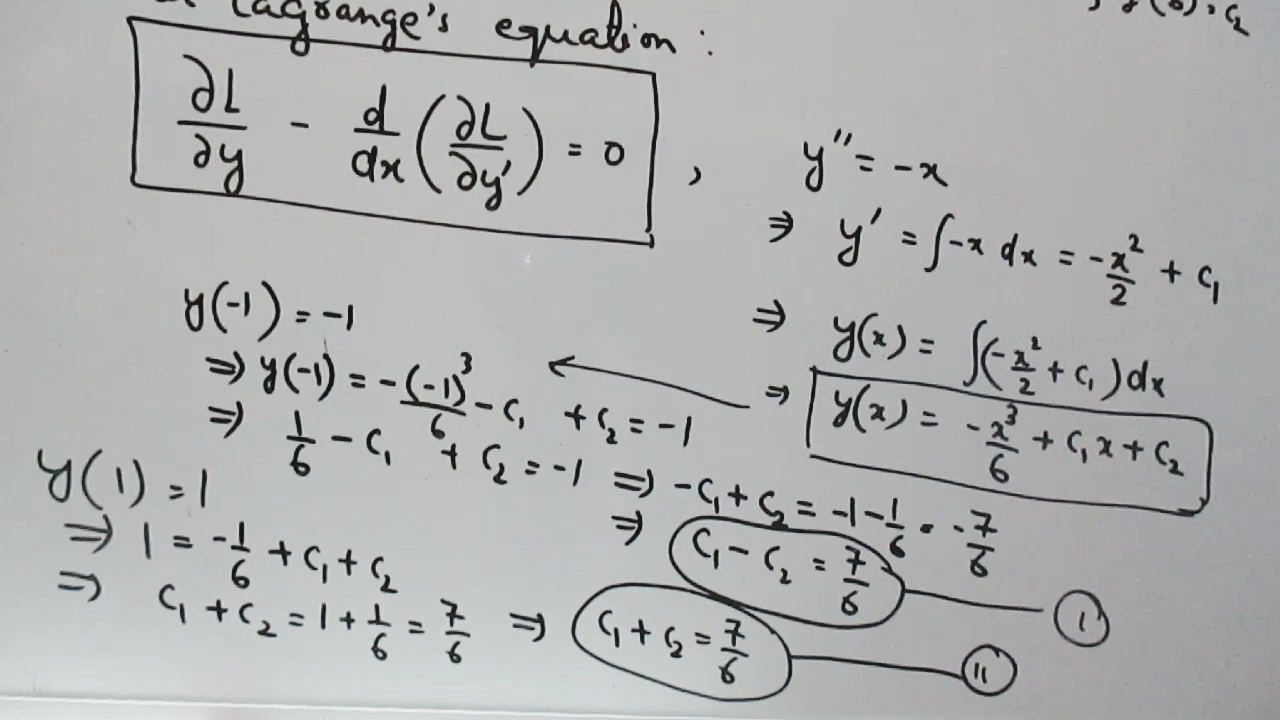 Lagrange's equation :
∂L/∂y - d/dx (∂L/∂y') = 0 ,
y'' = -x
⇒ y' = ∫-x dx = -x²/2 + c₁
⇒ y(x) = ∫(-x²/2 + c₁) dx
⇒ y(x) = -x³/6 + c₁x + c₂
y(-1) = -1
⇒ y(-1) = -(-1)³/6 - c₁ + c₂ = -1
⇒ 1/6 - c₁ + c₂ = -1 ⇒ -c₁ + c₂ = -1 - 1/6 = -7/6
⇒ c₁ - c₂ = 7/6 — I
y(1) = 1
⇒ 1 = -1/6 + c₁ + c₂
⇒ c₁ + c₂ = 1 + 1/6 = 7/6 ⇒ c₁ + c₂ = 7/6 — II